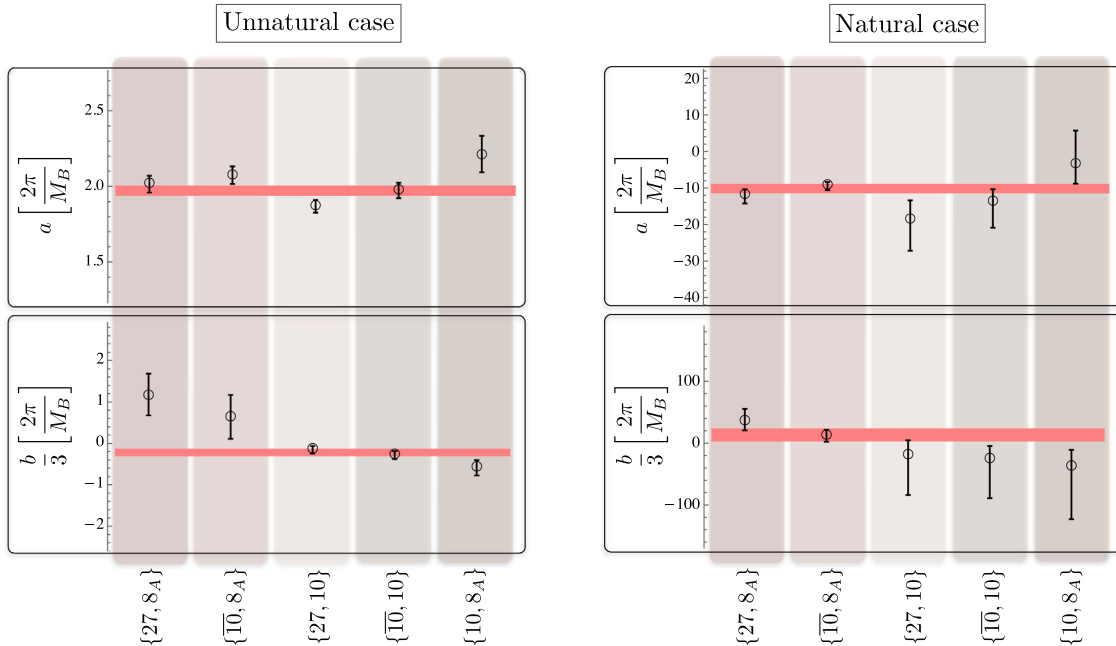 Unnatural case
Natural case
a [2π/M_B]
2.5
2.0
1.5
a [2π/M_B]
20
10
0
−10
−20
−30
−40
b/3 [2π/M_B]
2
1
0
−1
−2
b/3 [2π/M_B]
100
0
−100
{27, 8_A}
{\overline{10}, 8_A}
{27, 10}
{\overline{10}, 10}
{10, 8_A}
{27, 8_A}
{\overline{10}, 8_A}
{27, 10}
{\overline{10}, 10}
{10, 8_A}